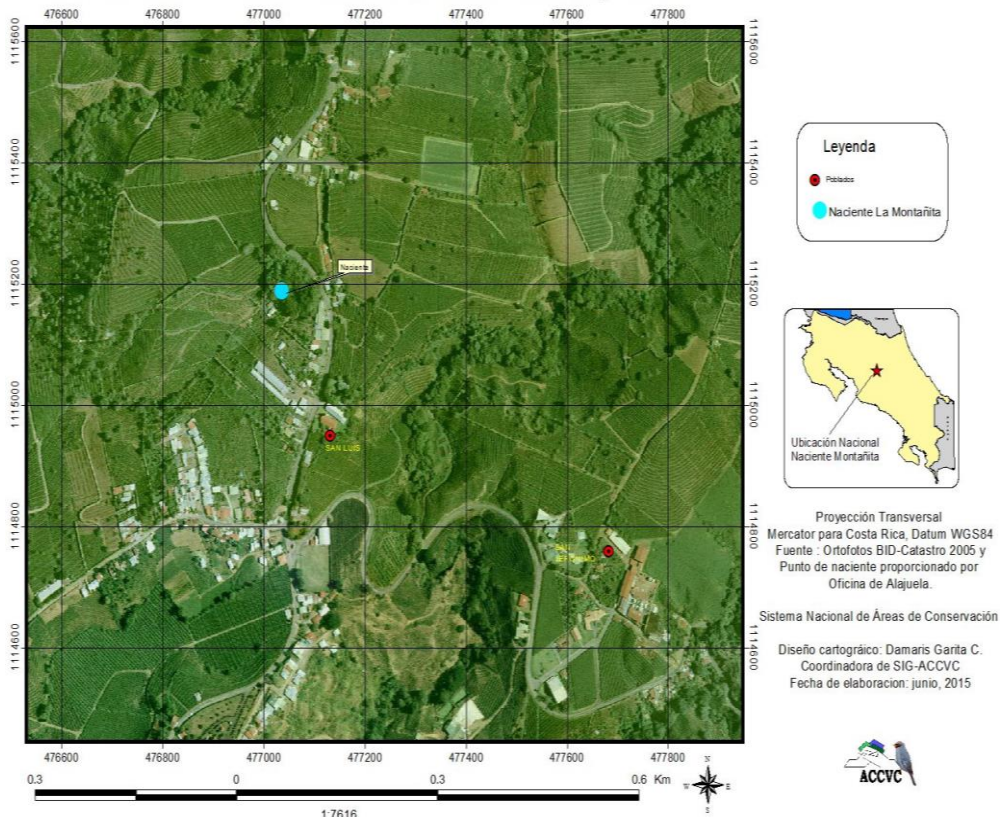 476600 476800 477000 477200 477400 477600 477800
1115600 1115600
1115400 1115400
1115200 1115200
1115000 1115000
1114800 1114800
1114600 1114600
Naciente
SAN LUIS
476600 476800 477000 477200 477400 477600 477800
0.3 0 0.3 0.6 Km
1:7616
N
W E
S
Leyenda
Poblados
Naciente La Montañita
Ubicación Nacional
Naciente Montañita
Proyección Transversal
Mercator para Costa Rica, Datum WGS84
Fuente : Ortofotos BID-Catastro 2005 y
Punto de naciente proporcionado por
Oficina de Alajuela.
Sistema Nacional de Áreas de Conservación
Diseño cartográico: Damaris Garita C.
Coordinadora de SIG-ACCVC
Fecha de elaboracion: junio, 2015
ACCVC